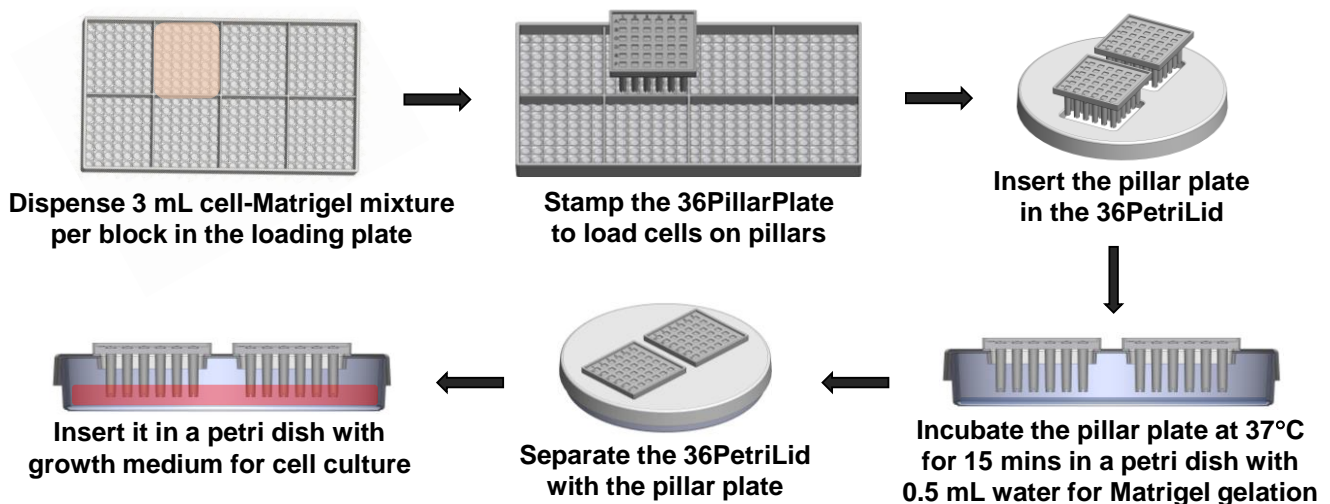 Dispense 3 mL cell-Matrigel mixture
per block in the loading plate
Stamp the 36PillarPlate
to load cells on pillars
Insert the pillar plate
in the 36PetriLid
Incubate the pillar plate at 37°C
for 15 mins in a petri dish with
0.5 mL water for Matrigel gelation
Separate the 36PetriLid
with the pillar plate
Insert it in a petri dish with
growth medium for cell culture